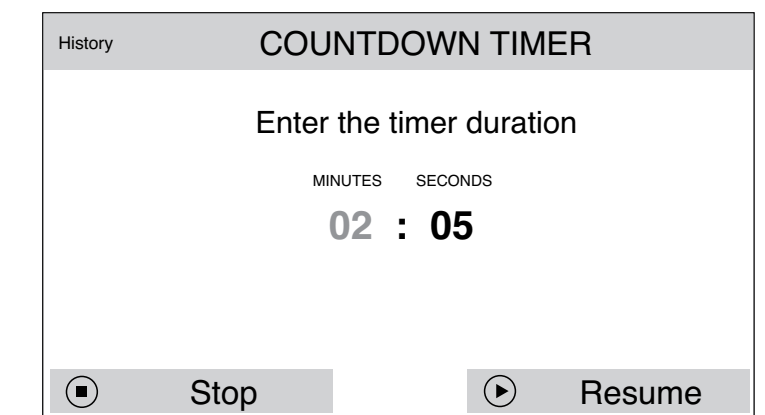 History COUNTDOWN TIMER
Enter the timer duration
MINUTES SECONDS
02 : 05
Stop Resume